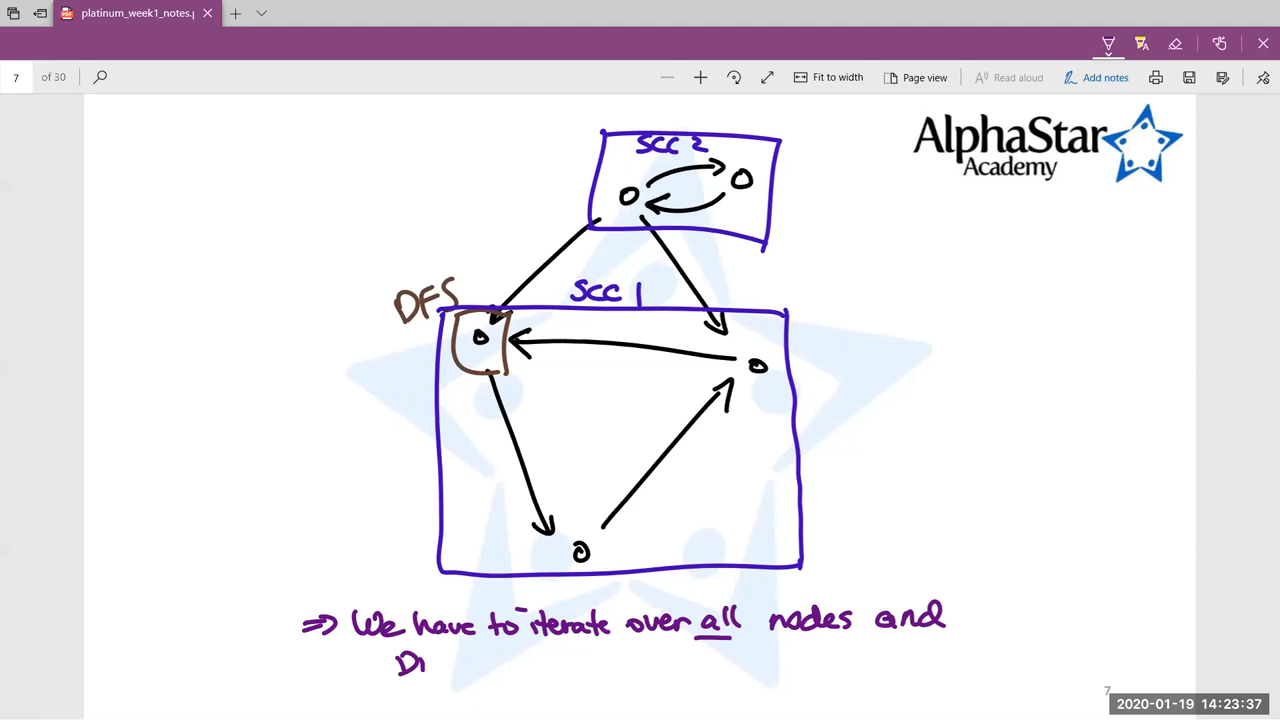 platinum_week1_notes.p
7 of 30
Fit to width
Page view
Read aloud
Add notes
AlphaStar
Academy
SCC 2
DFS
SCC 1
=> We have to iterate over all nodes and
7
2020-01-19 14:23:37